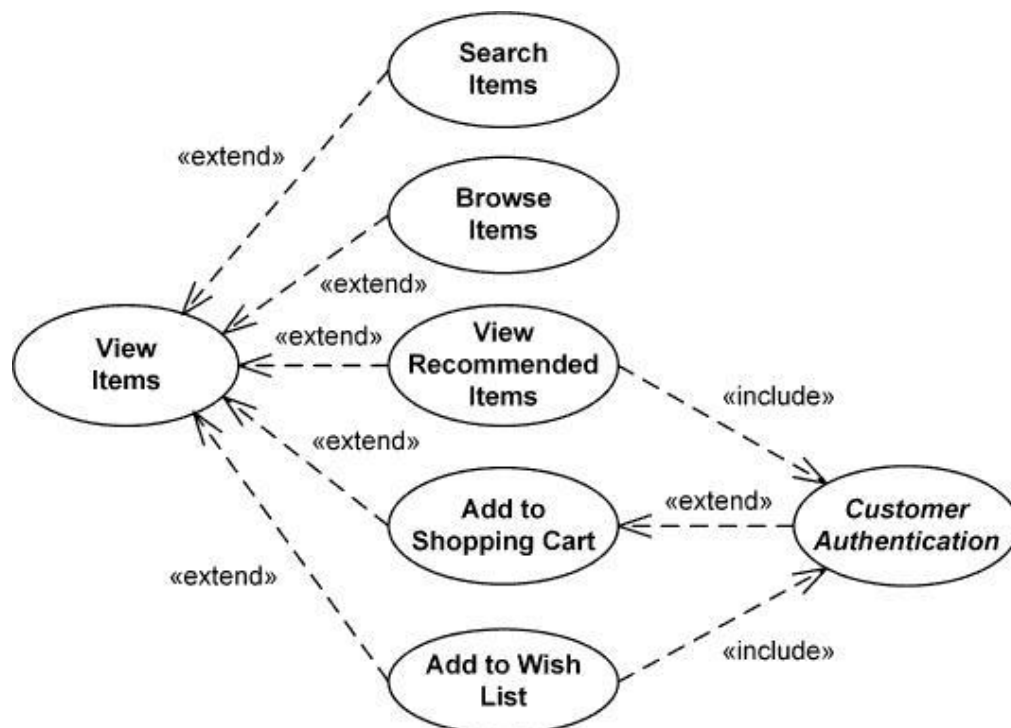 Search
Items
«extend»
Browse
Items
«extend»
View
Items
«extend»
View
Recommended
Items
«include»
«extend»
Add to
Shopping Cart
«extend»
Customer
Authentication
«extend»
Add to Wish
List
«include»